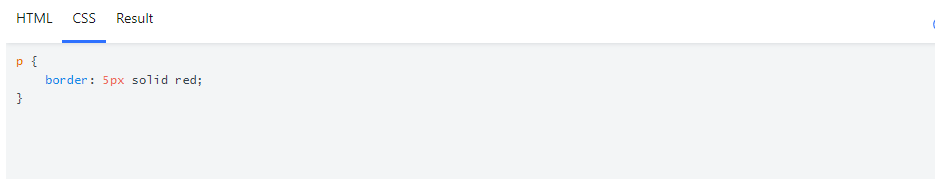 HTML CSS Result
p {
    border: 5px solid red;
}